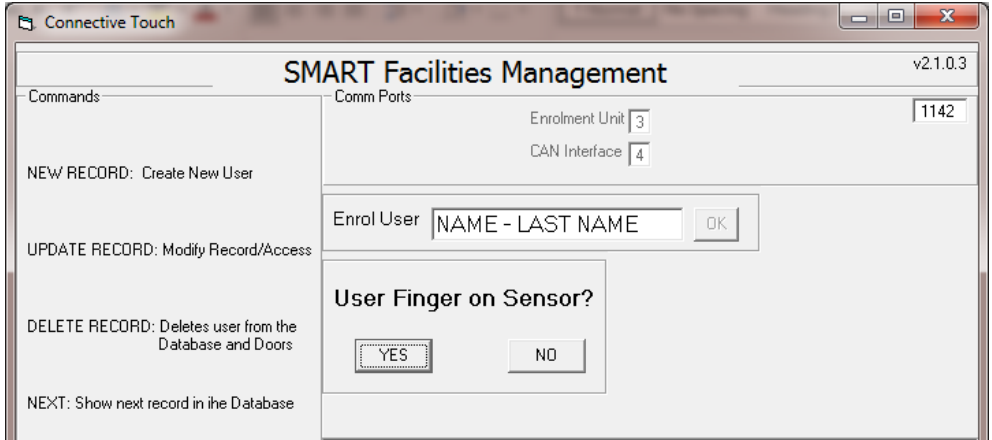 Connective Touch
SMART Facilities Management
v2.1.0.3
Commands
NEW RECORD: Create New User
UPDATE RECORD: Modify Record/Access
DELETE RECORD: Deletes user from the
Database and Doors
NEXT: Show next record in ihe Database
Comm Ports
1142
Enrolment Unit 3
CAN Interface 4
Enrol User NAME - LAST NAME OK
User Finger on Sensor?
YES NO